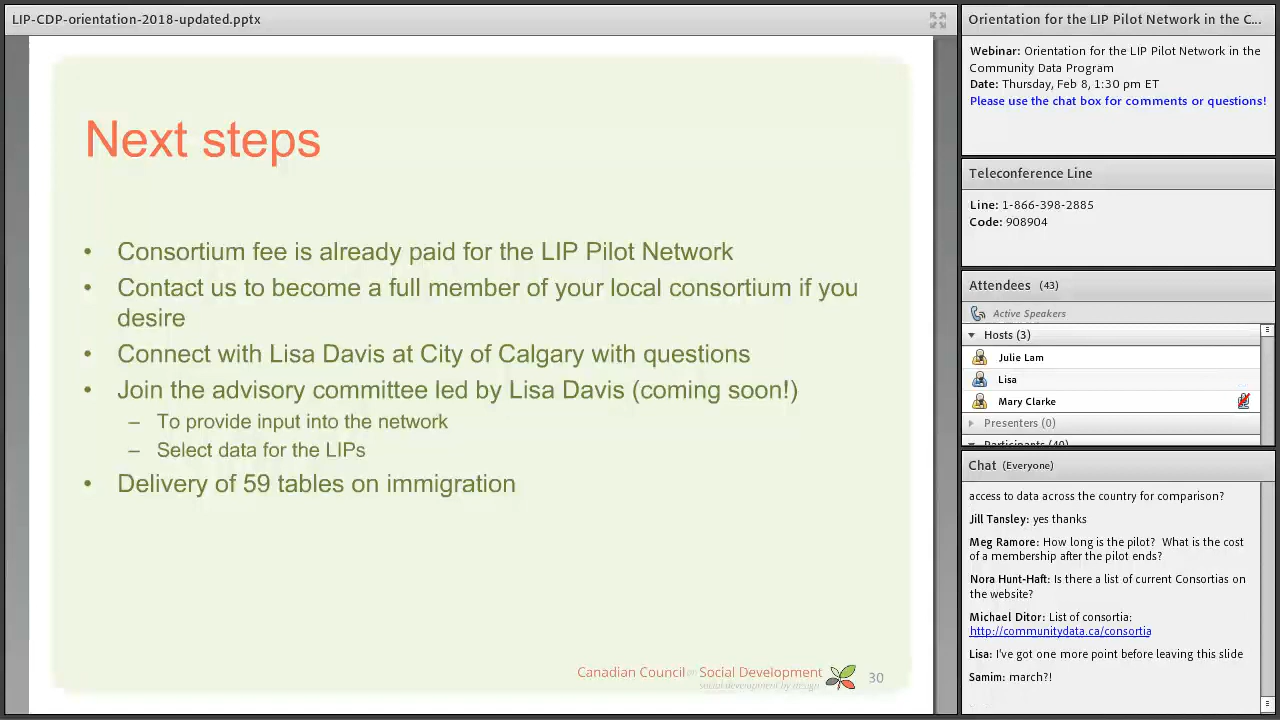 LIP-CDP-orientation-2018-updated.pptx
Next steps
• Consortium fee is already paid for the LIP Pilot Network
• Contact us to become a full member of your local consortium if you
desire
• Connect with Lisa Davis at City of Calgary with questions
• Join the advisory committee led by Lisa Davis (coming soon!)
– To provide input into the network
– Select data for the LIPs
• Delivery of 59 tables on immigration
Canadian Council on Social Development
social development by design
30
Orientation for the LIP Pilot Network in the C...
Webinar: Orientation for the LIP Pilot Network in the
Community Data Program
Date: Thursday, Feb 8, 1:30 pm ET
Please use the chat box for comments or questions!
Teleconference Line
Line: 1-866-398-2885
Code: 908904
Attendees (43)
Active Speakers
Hosts (3)
Julie Lam
Lisa
Mary Clarke
Presenters (0)
Participants (40)
Chat (Everyone)
access to data across the country for comparison?
Jill Tansley: yes thanks
Meg Ramore: How long is the pilot? What is the cost
of a membership after the pilot ends?
Nora Hunt-Haft: Is there a list of current Consortias on
the website?
Michael Ditor: List of consortia:
http://communitydata.ca/consortia
Lisa: I've got one more point before leaving this slide
Samim: march?!